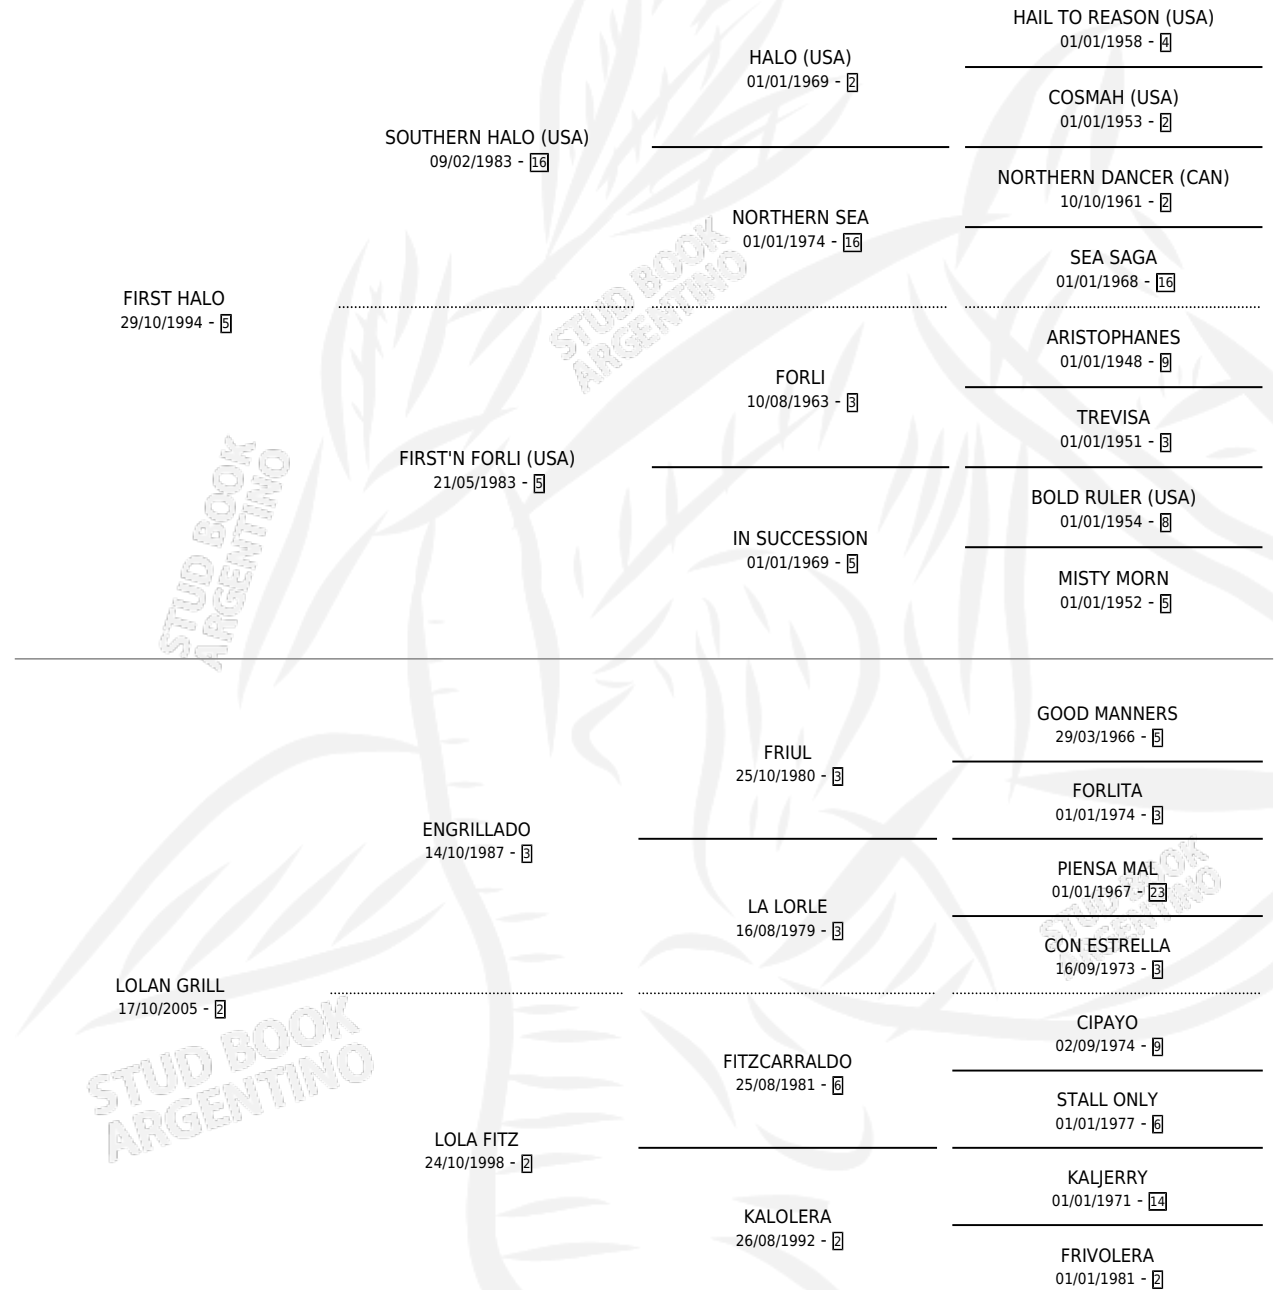 HAIL TO REASON (USA)
01/01/1958 - 4
HALO (USA)
01/01/1969 - 2
COSMAH (USA)
01/01/1953 - 2
SOUTHERN HALO (USA)
09/02/1983 - 16
NORTHERN DANCER (CAN)
10/10/1961 - 2
NORTHERN SEA
01/01/1974 - 16
SEA SAGA
01/01/1968 - 16
FIRST HALO
29/10/1994 - 5
ARISTOPHANES
01/01/1948 - 9
FORLI
10/08/1963 - 3
TREVISA
01/01/1951 - 3
FIRST'N FORLI (USA)
21/05/1983 - 5
BOLD RULER (USA)
01/01/1954 - 8
IN SUCCESSION
01/01/1969 - 5
MISTY MORN
01/01/1952 - 5
GOOD MANNERS
29/03/1966 - 5
FRIUL
25/10/1980 - 3
FORLITA
01/01/1974 - 3
ENGRILLADO
14/10/1987 - 3
PIENSA MAL
01/01/1967 - 23
LA LORLE
16/08/1979 - 3
CON ESTRELLA
16/09/1973 - 3
LOLAN GRILL
17/10/2005 - 2
CIPAYO
02/09/1974 - 9
FITZCARRALDO
25/08/1981 - 6
STALL ONLY
01/01/1977 - 6
LOLA FITZ
24/10/1998 - 2
KALJERRY
01/01/1971 - 14
KALOLERA
26/08/1992 - 2
FRIVOLERA
01/01/1981 - 2
STUD BOOK
ARGENTINO
STUD BOOK
ARGENTINO
STUD BOOK
ARGENTINO
STUD BOOK
ARGENTINO